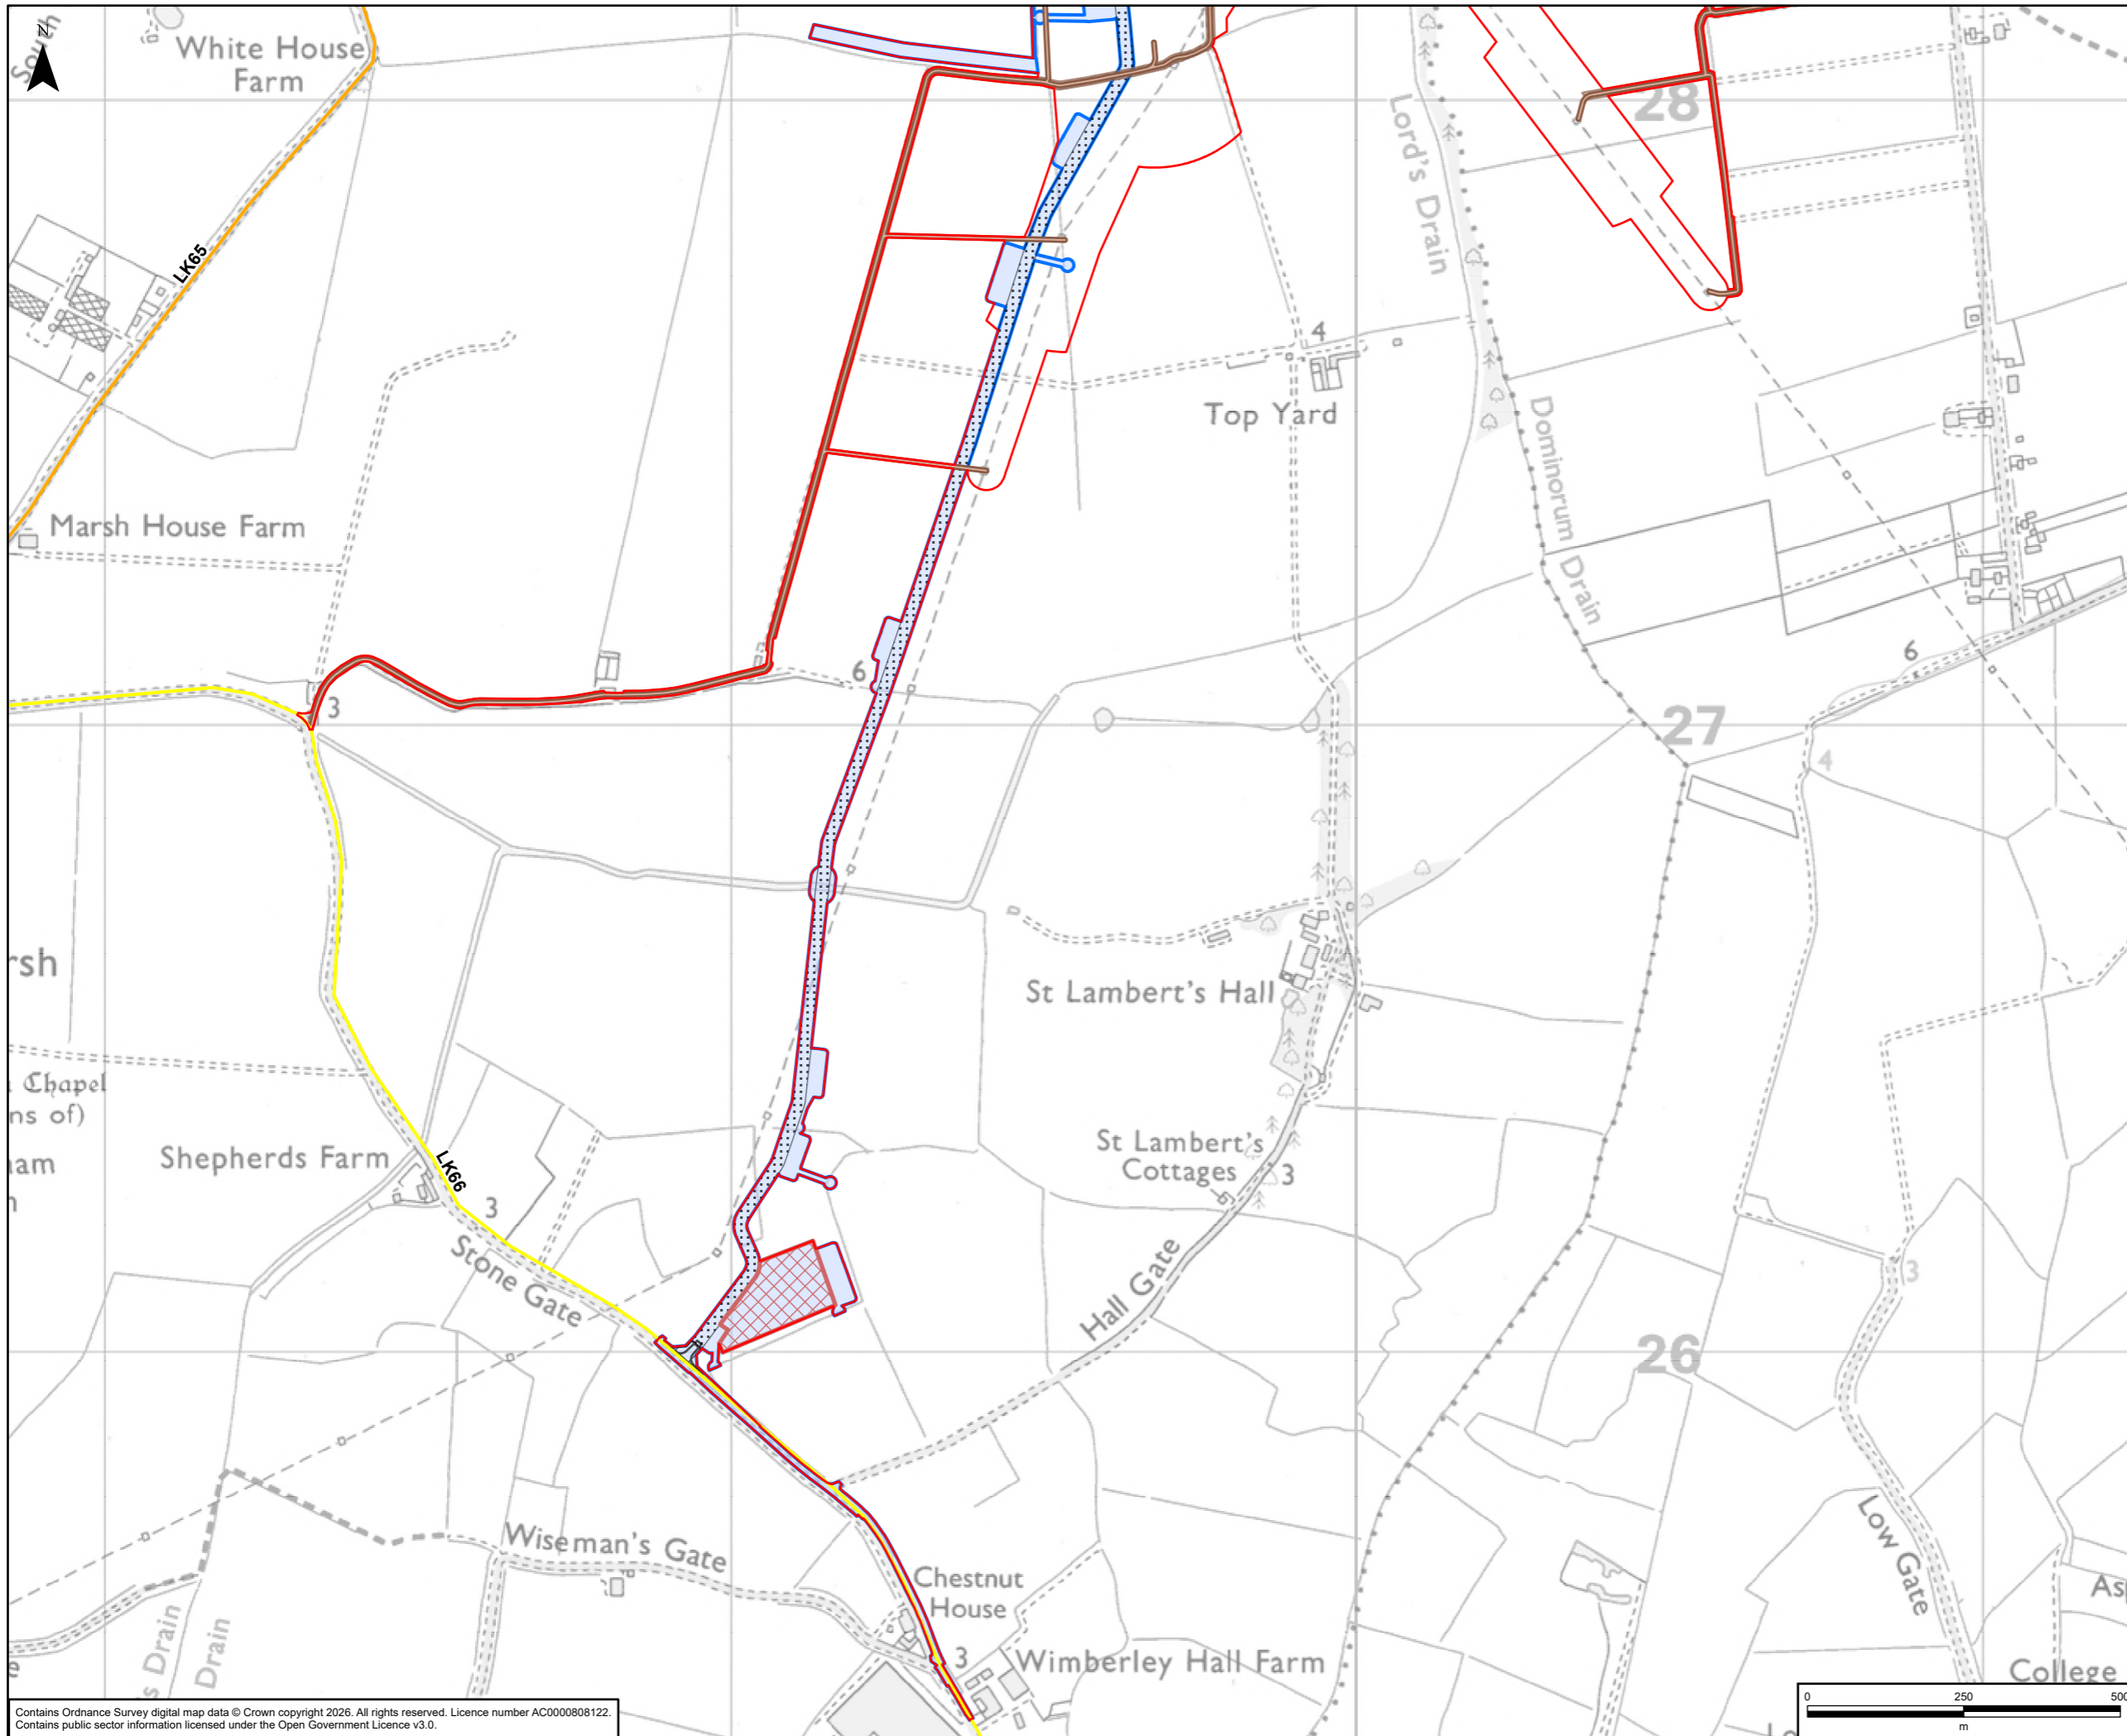 South
N
White House
Farm
28
Lord's Drain
LK65
4
Top Yard
Dominorum Drain
Marsh House Farm
6
6
3
27
4
rsh
St Lambert's Hall
Chapel
ns of)
am
Shepherds Farm
LK66
St Lambert's
Cottages
3
3
Stone Gate
Hall Gate
3
26
Low Gate
Wiseman's Gate
Chestnut
House
As
s Drain
Drain
3
Wimberley Hall Farm
College
Contains Ordnance Survey digital map data © Crown copyright 2026. All rights reserved. Licence number AC0000808122.
Contains public sector information licensed under the Open Government Licence v3.0.
0 250 500
m